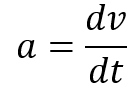 a = dv/dt